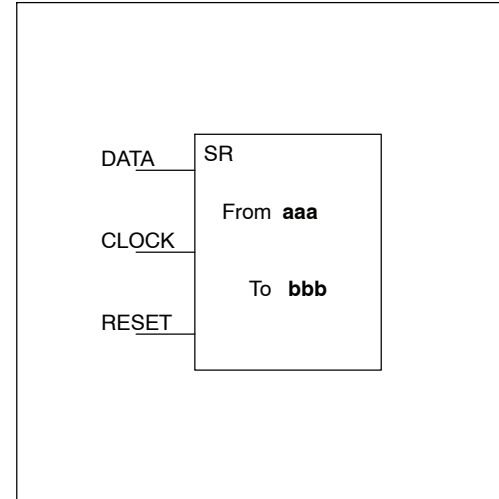 DATA
SR
From aaa
CLOCK
To bbb
RESET